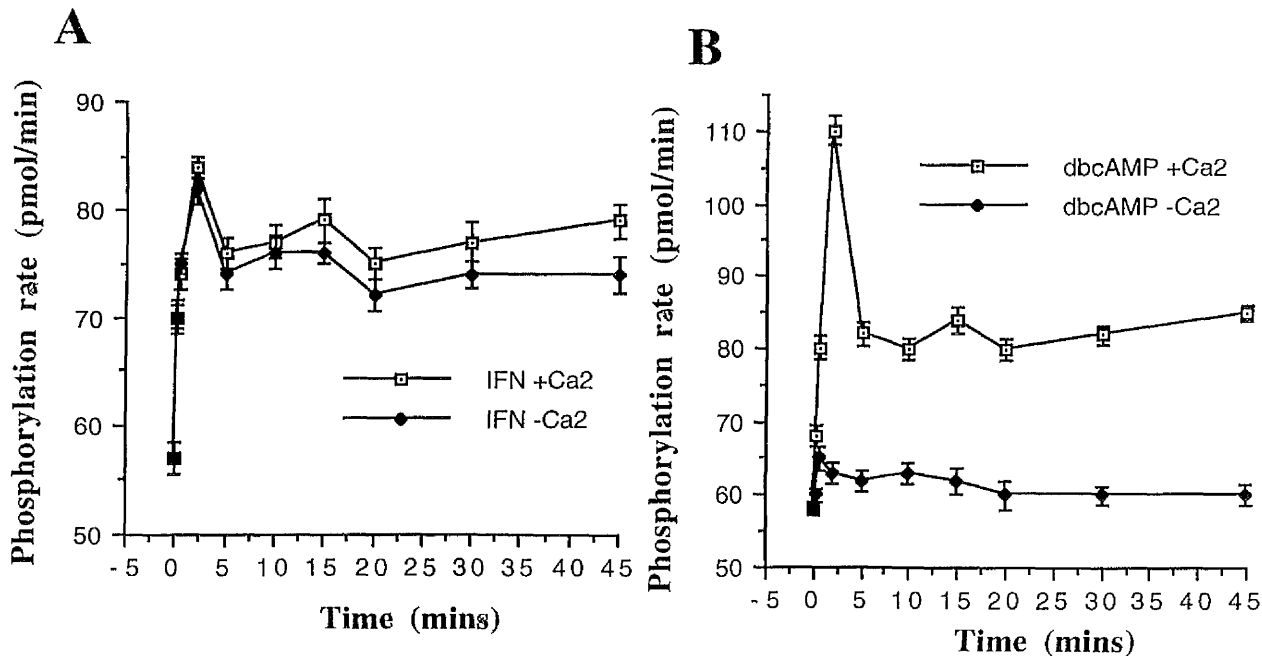 A
Phosphorylation rate (pmol/min)
90
80
70
60
50
IFN +Ca2
IFN -Ca2
-5 0 5 10 15 20 25 30 35 40 45
Time (mins)
B
Phosphorylation rate (pmol/min)
110
100
90
80
70
60
50
dbcAMP +Ca2
dbcAMP -Ca2
-5 0 5 10 15 20 25 30 35 40 45
Time (mins)